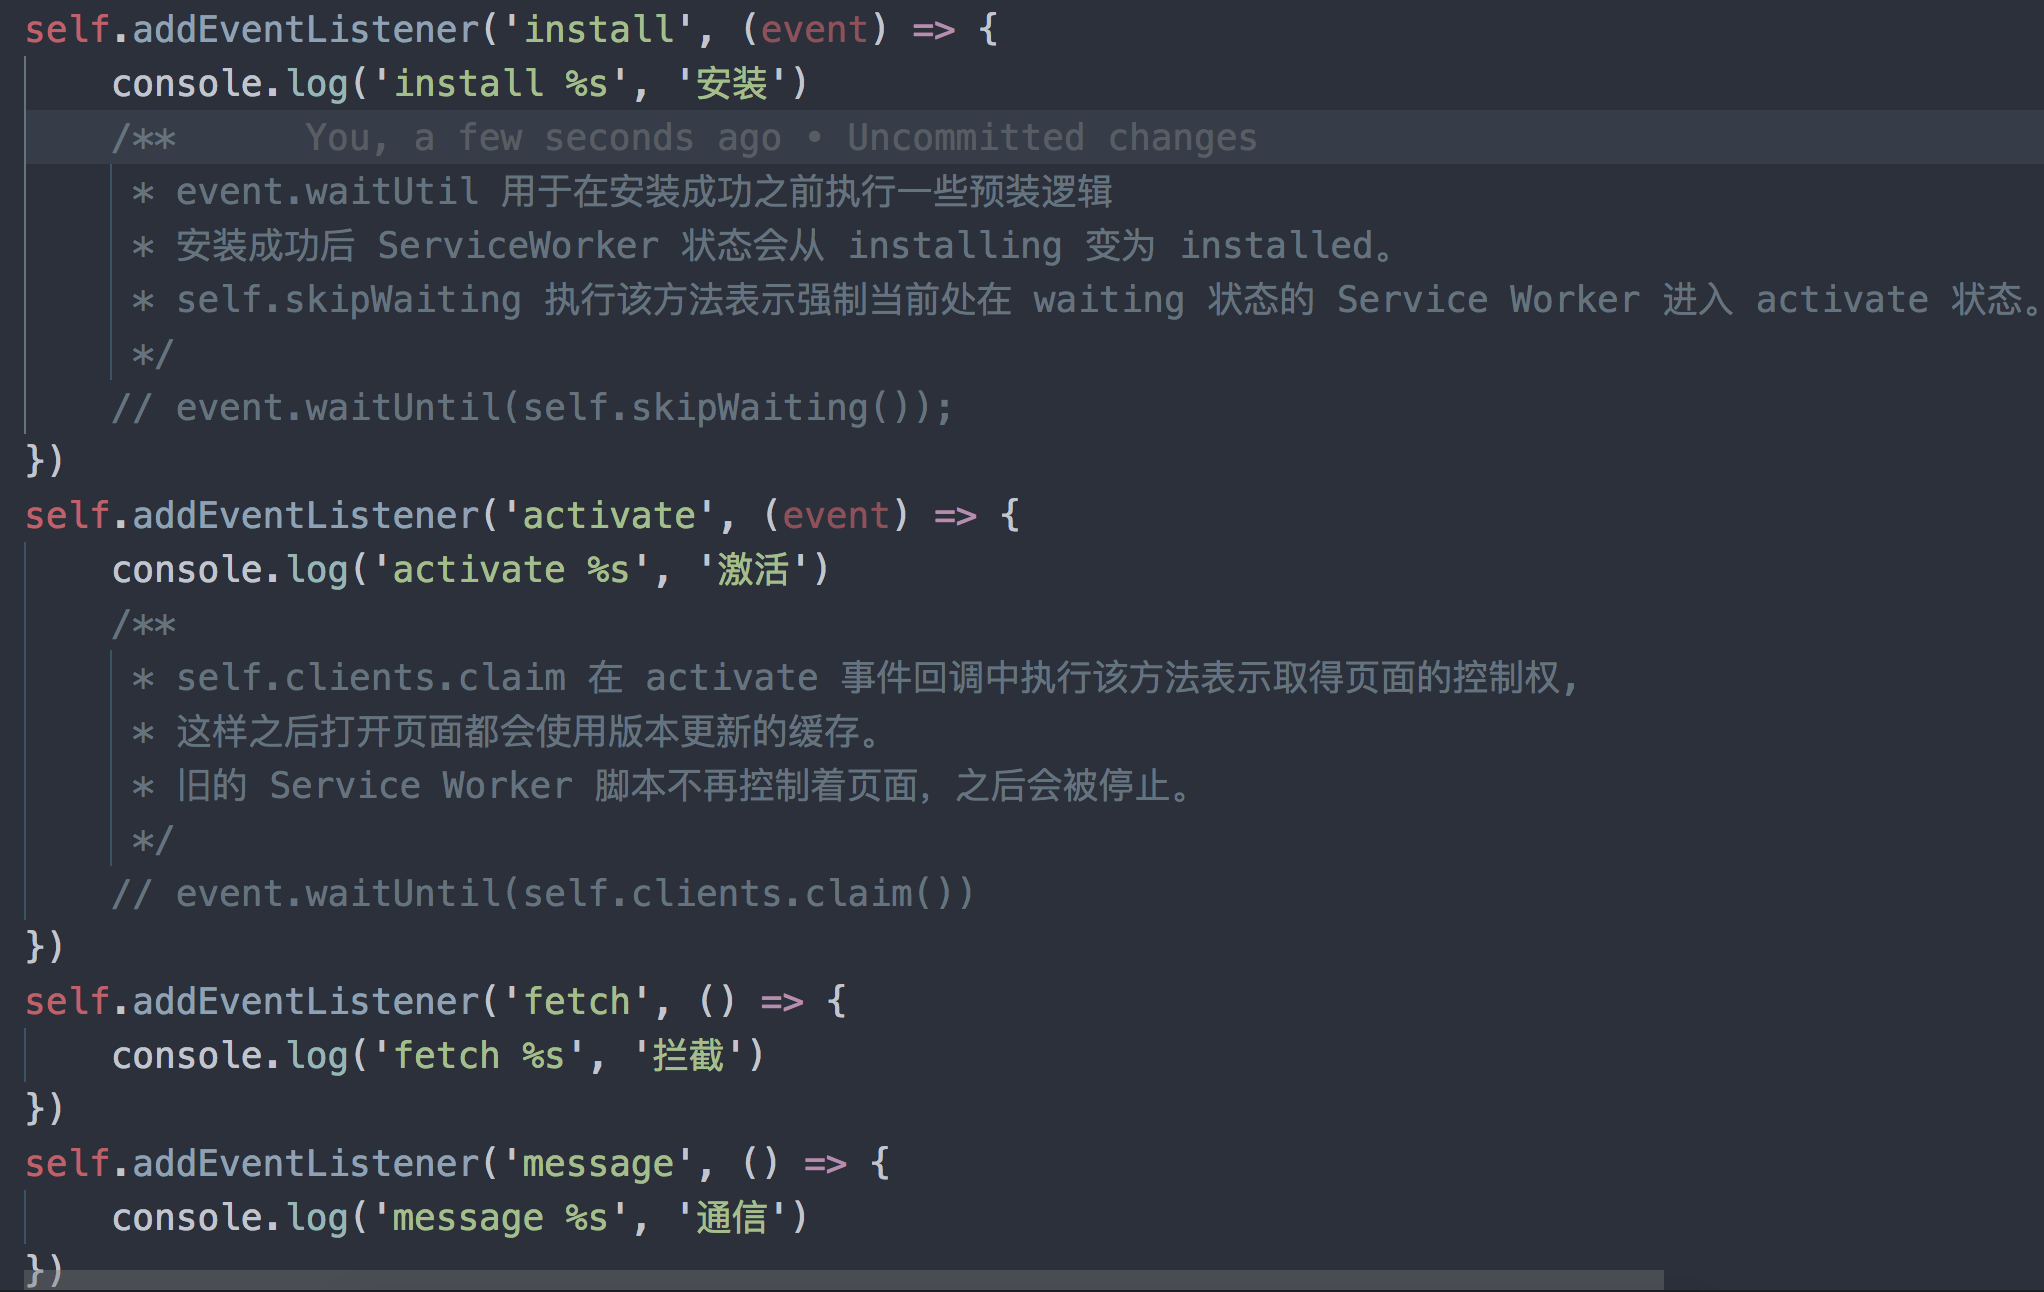 self.addEventListener('install', (event) => {
console.log('install %s', '安装')
/** You, a few seconds ago • Uncommitted changes
* event.waitUtil 用于在安装成功之前执行一些预装逻辑
* 安装成功后 ServiceWorker 状态会从 installing 变为 installed。
* self.skipWaiting 执行该方法表示强制当前处在 waiting 状态的 Service Worker 进入 activate 状态。
*/
// event.waitUntil(self.skipWaiting());
})
self.addEventListener('activate', (event) => {
console.log('activate %s', '激活')
/**
* self.clients.claim 在 activate 事件回调中执行该方法表示取得页面的控制权,
* 这样之后打开页面都会使用版本更新的缓存。
* 旧的 Service Worker 脚本不再控制着页面，之后会被停止。
*/
// event.waitUntil(self.clients.claim())
})
self.addEventListener('fetch', () => {
console.log('fetch %s', '拦截')
})
self.addEventListener('message', () => {
console.log('message %s', '通信')
})